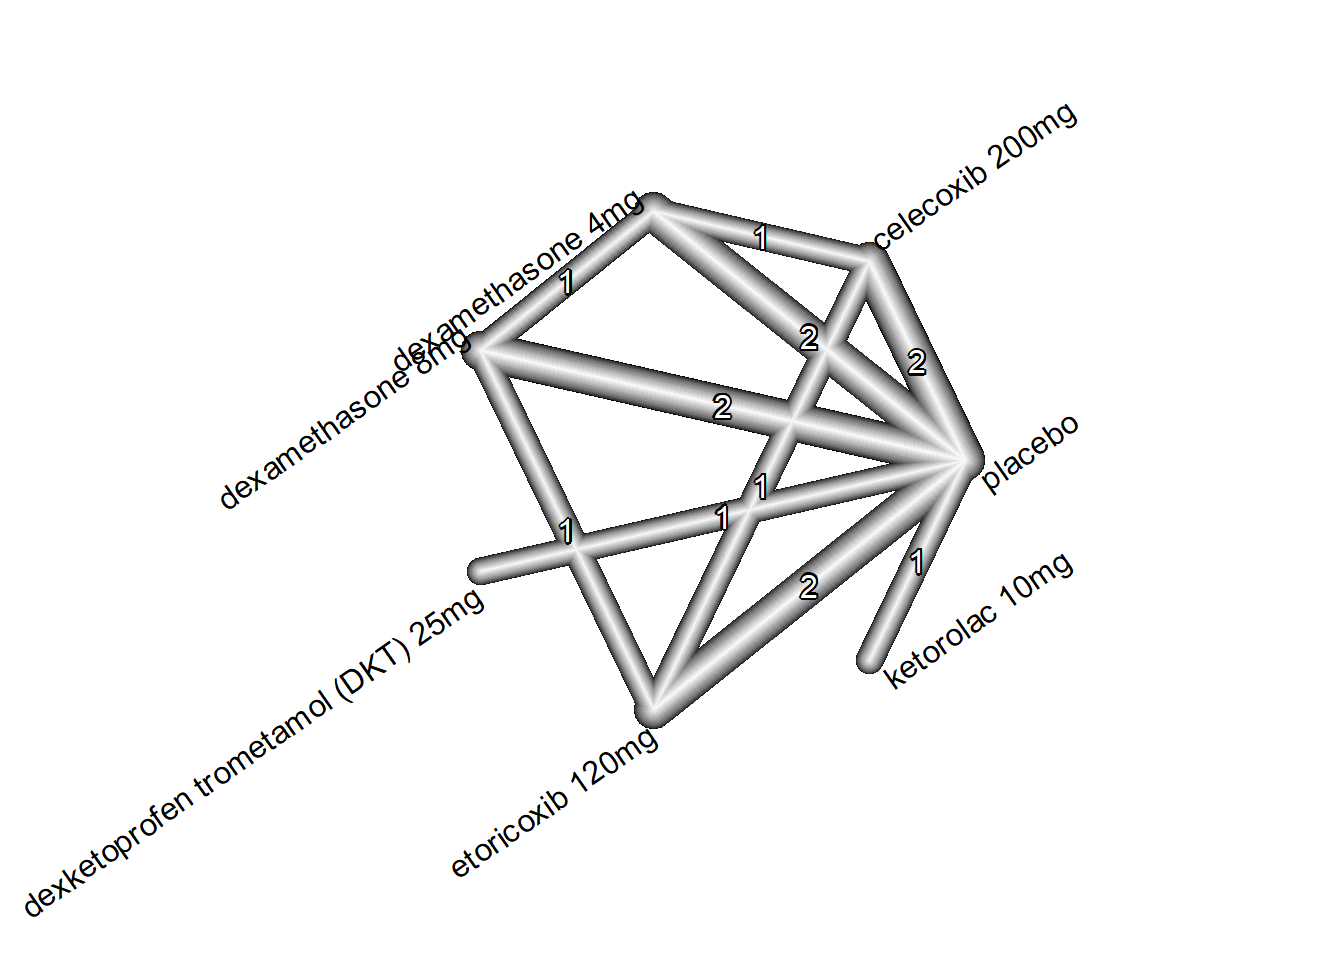 celecoxib 200mg
dexamethasone 4mg
1
1
dexamethasone 8mg
2
2
2
placebo
1
1
1
1
2
ketorolac 10mg
dexketoprofen trometamol (DKT) 25mg
etoricoxib 120mg